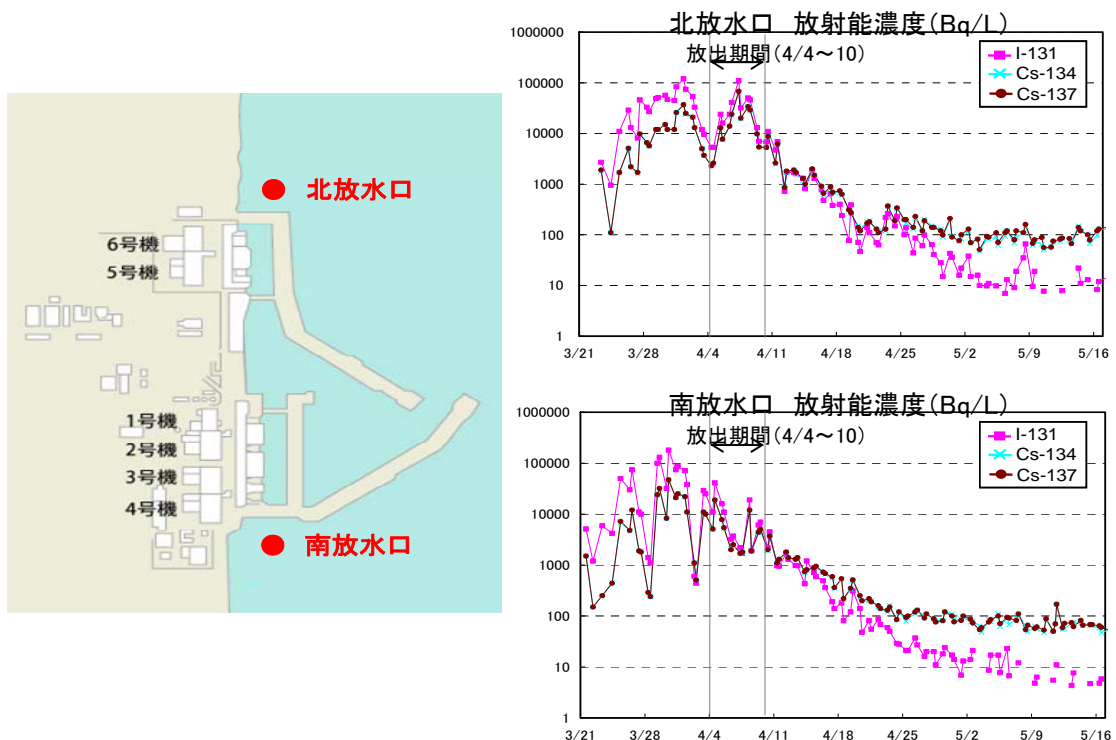 北放水口
6号機
5号機
1号機
2号機
3号機
4号機
南放水口
北放水口 放射能濃度(Bq/L)
放出期間(4/4~10)
I-131
Cs-134
Cs-137
1000000
100000
10000
1000
100
10
1
3/21 3/28 4/4 4/11 4/18 4/25 5/2 5/9 5/16
南放水口 放射能濃度(Bq/L)
放出期間(4/4~10)
I-131
Cs-134
Cs-137
1000000
100000
10000
1000
100
10
1
3/21 3/28 4/4 4/11 4/18 4/25 5/2 5/9 5/16